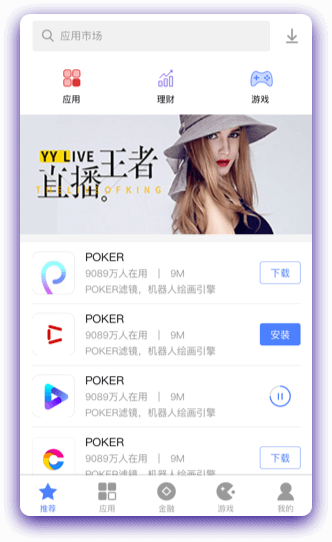 应用市场
应用
理财
游戏
YY LIVE
王者
直播。
POKER
9089万人在用 | 9M
POKER滤镜，机器人绘画引擎
下载
POKER
9089万人在用 | 9M
POKER滤镜，机器人绘画引擎
安装
POKER
9089万人在用 | 9M
POKER滤镜，机器人绘画引擎
POKER
9089万人在用 | 9M
POKER滤镜，机器人绘画引擎
下载
推荐
应用
金融
游戏
我的